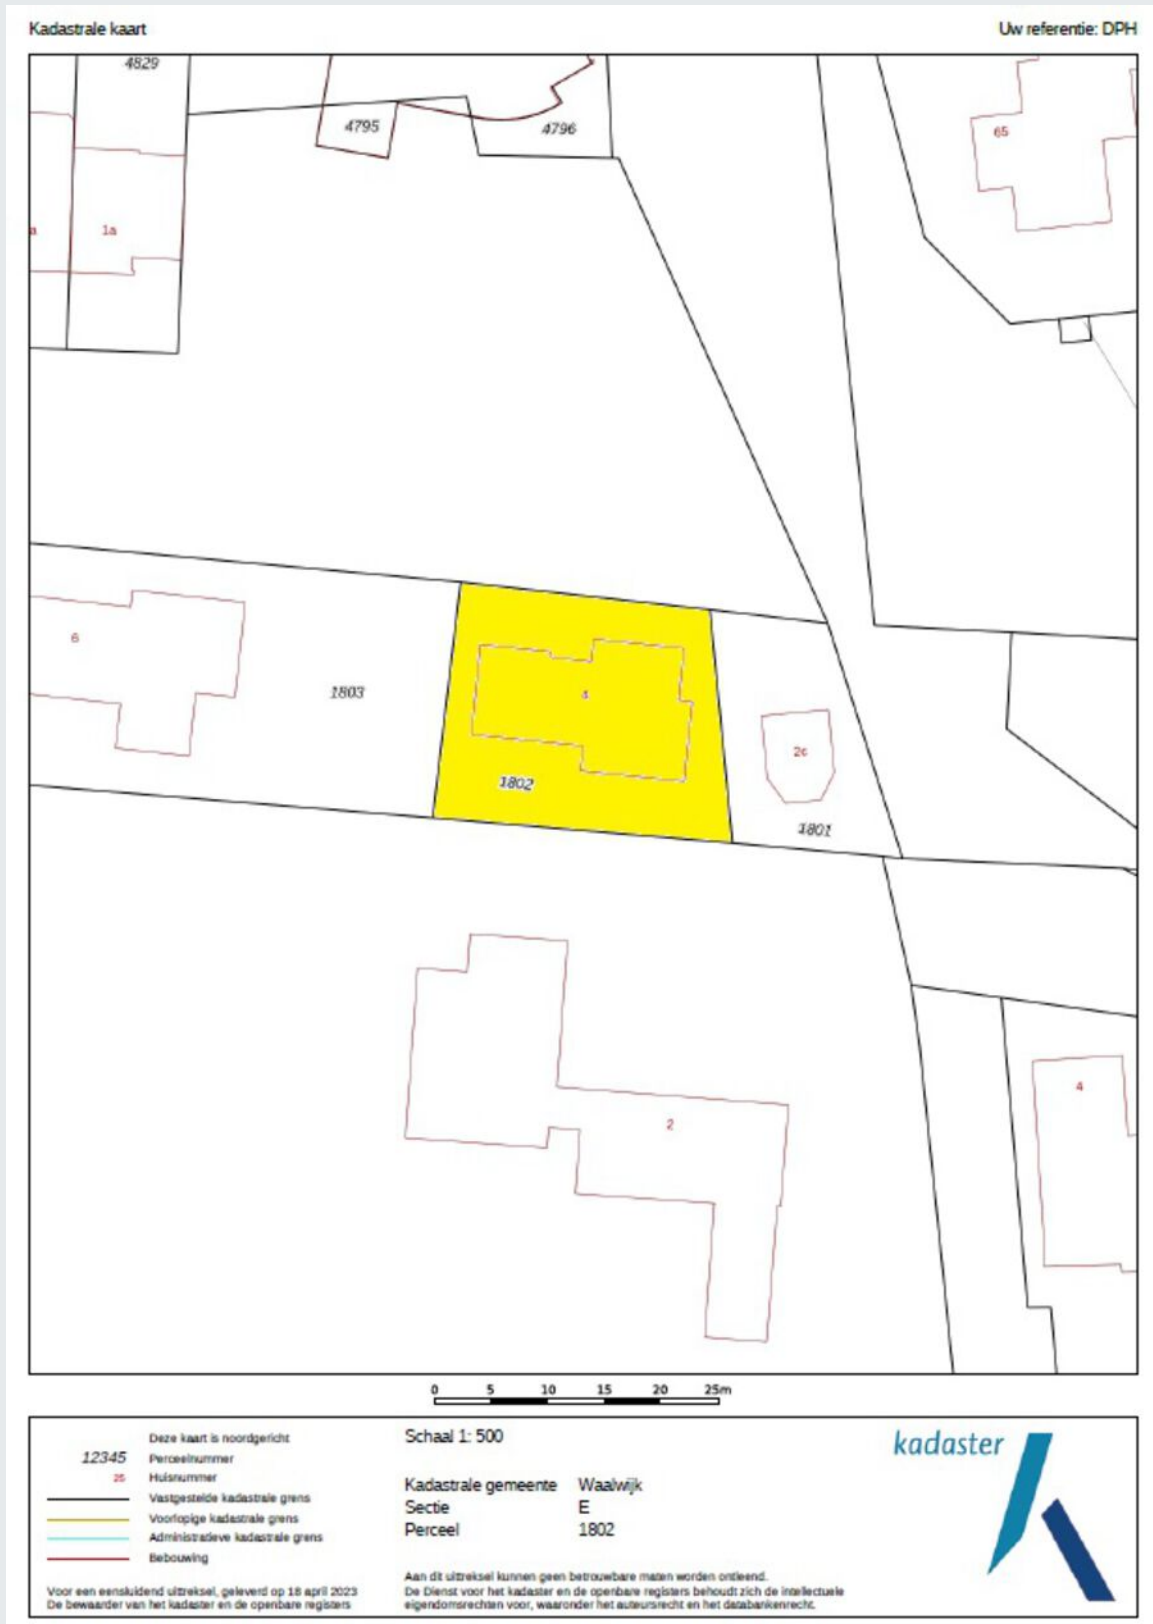 Kadastrale kaart
Uw referentie: DPH
4829
4795
4796
65
a
1a
6
1803
4
1802
2c
1801
2
4
0 5 10 15 20 25m
Deze kaart is noordgericht
12345 Perceelnummer
25 Huisnummer
Vastgestelde kadastrale grens
Voorlopige kadastrale grens
Administratieve kadastrale grens
Bebouwing
Voor een eensluidend uittreksel, geleverd op 18 april 2023
De bewaarder van het kadaster en de openbare registers
Schaal 1: 500
Kadastrale gemeente Waalwijk
Sectie E
Perceel 1802
Aan dit uittreksel kunnen geen betrouwbare maten worden ontleend.
De Dienst voor het kadaster en de openbare registers behoudt zich de intellectuele
eigendomsrechten voor, waaronder het auteursrecht en het databankenrecht.
kadaster